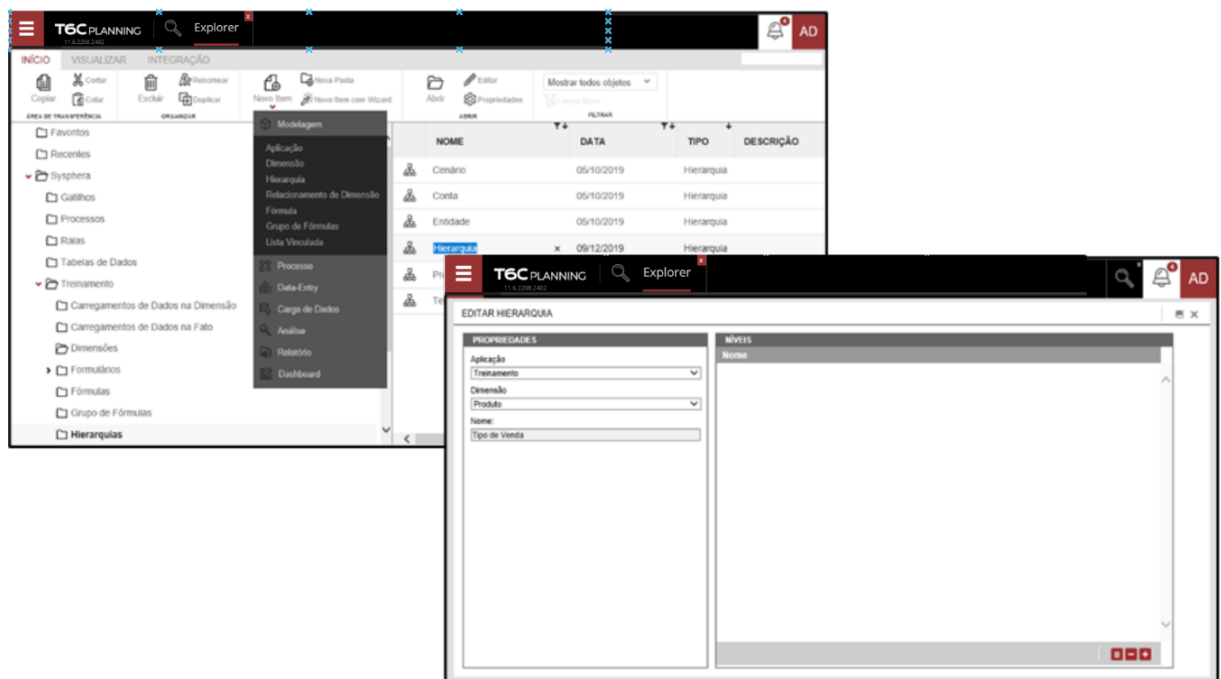 T6C PLANNING Explorer 4 AD
11.6.2208.2402
INÍCIO VISUALIZAR INTEGRAÇÃO
Copiar Cortar Colar Excluir Renomear Duplicar Novo Item Nova Pasta Novo Item com Wizard Abrir Editar Propriedades Mostrar todos objetos
ÁREA DE TRANSFERÊNCIA ORGANIZAR ABRIR FILTRAR
Favoritos
Recentes
Sysphera
Gatilhos
Processos
Raias
Tabelas de Dados
Treinamento
Carregamentos de Dados na Dimensão
Carregamentos de Dados na Fato
Dimensões
Formulários
Fórmulas
Grupo de Fórmulas
Hierarquias
Modelagem
Aplicação
Dimensão
Hierarquia
Relacionamento de Dimensão
Fórmula
Grupo de Fórmulas
Lista Vinculada
Processo
Data-Entry
Carga de Dados
Análise
Relatório
Dashboard
NOME DATA TIPO DESCRIÇÃO
Cenário 05/10/2019 Hierarquia
Conta 05/10/2019 Hierarquia
Entidade 05/10/2019 Hierarquia
Hierarquia × 09/12/2019 Hierarquia
Pr
Te
T6C PLANNING Explorer 4 AD
11.6.2208.2402
EDITAR HIERARQUIA
PROPRIEDADES
Aplicação
Treinamento
Dimensão
Produto
Nome:
Tipo de Venda
NÍVEIS
Nome